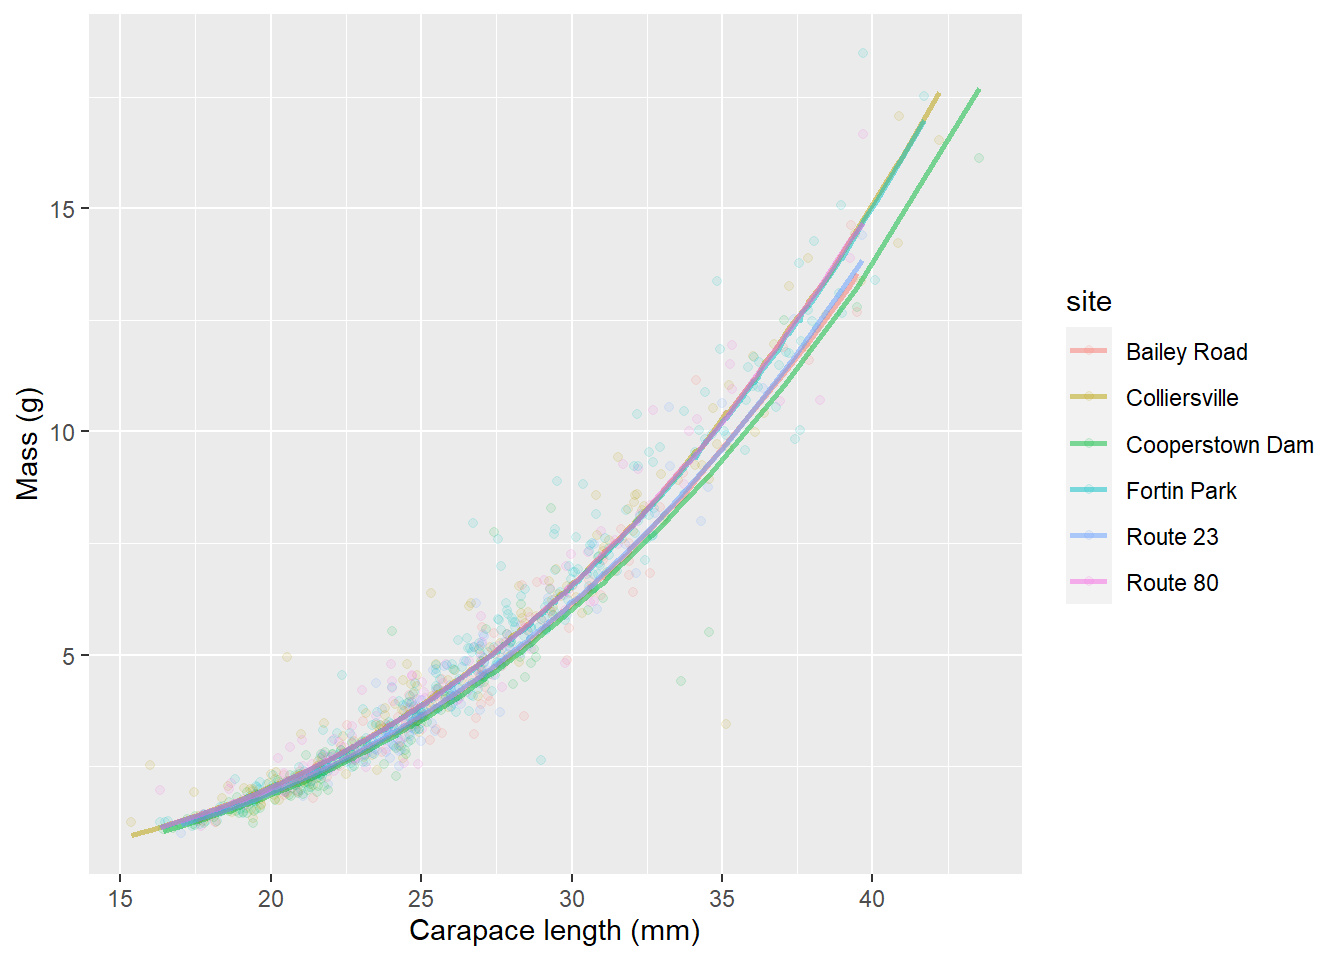 15
10
5
15 20 25 30 35 40
Carapace length (mm)
Mass (g)
site
Bailey Road
Colliersville
Cooperstown Dam
Fortin Park
Route 23
Route 80